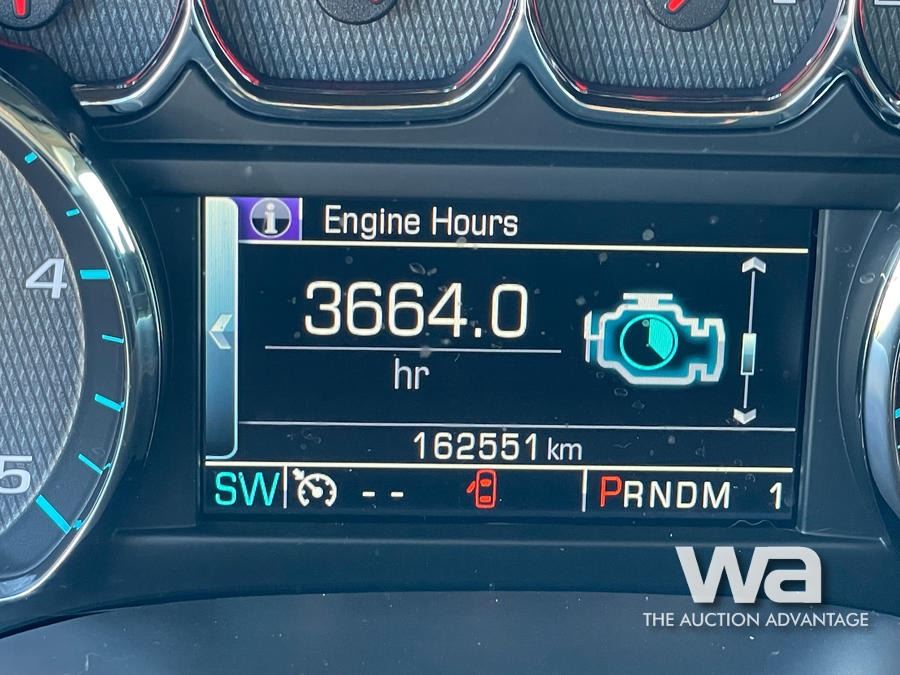 Engine Hours
3664.0
hr
162551 km
SW -- PRNDM 1
4
5
wa
THE AUCTION ADVANTAGE